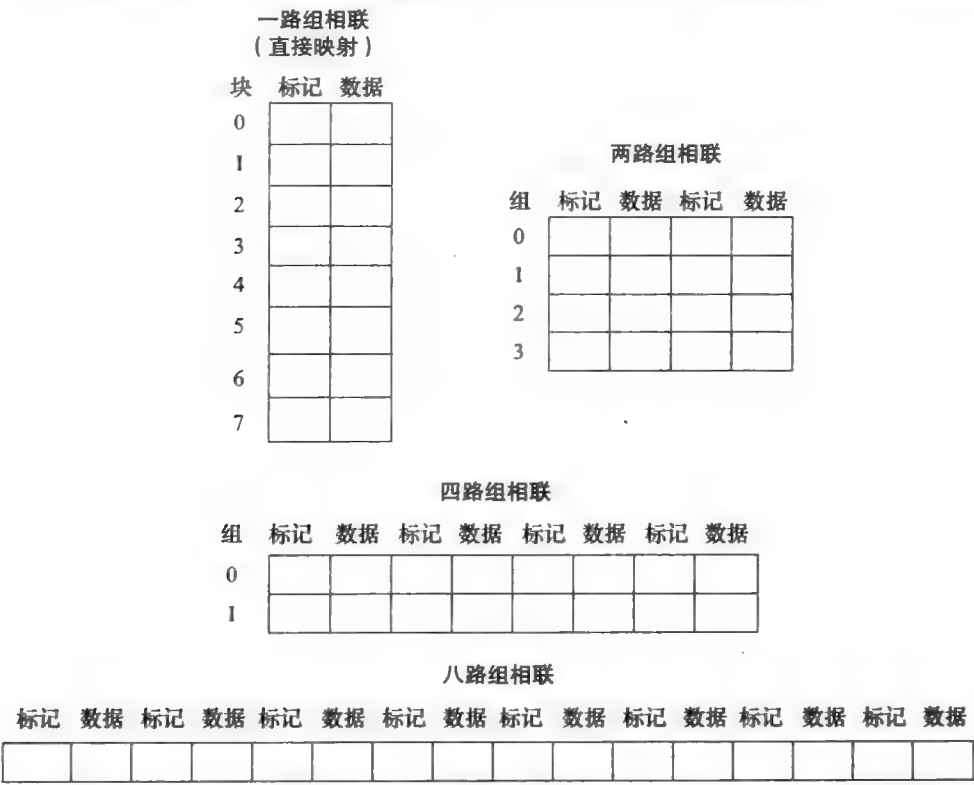 一路组相联
（直接映射）
块 标记 数据
0
1
2
3
4
5
6
7
两路组相联
组 标记 数据 标记 数据
0
1
2
3
四路组相联
组 标记 数据 标记 数据 标记 数据 标记 数据
0
1
八路组相联
标记 数据 标记 数据 标记 数据 标记 数据 标记 数据 标记 数据 标记 数据 标记 数据